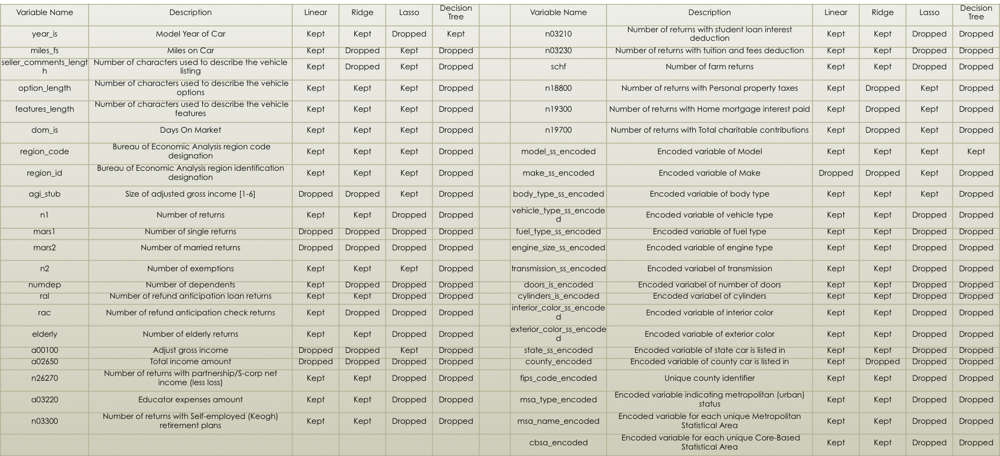 Variable Name Description Linear Ridge Lasso Decision Tree Variable Name Description Linear Ridge Lasso Decision Tree
year_is Model Year of Car Kept Kept Dropped Kept n03210 Number of returns with student loan interest deduction Kept Kept Dropped Dropped
miles_fs Miles on Car Kept Dropped Kept Dropped n03230 Number of returns with tuition and fees deduction Kept Kept Dropped Dropped
seller_comments_length Number of characters used to describe the vehicle listing Kept Dropped Kept Dropped schf Number of farm returns Kept Kept Dropped Dropped
option_length Number of characters used to describe the vehicle options Kept Kept Kept Dropped n18800 Number of returns with Personal property taxes Kept Dropped Kept Dropped
features_length Number of characters used to describe the vehicle features Kept Kept Kept Dropped n19300 Number of returns with Home mortgage interest paid Kept Dropped Kept Dropped
dom_is Days On Market Kept Kept Kept Dropped n19700 Number of returns with Total charitable contributions Kept Dropped Kept Dropped
region_code Bureau of Economic Analysis region code designation Kept Kept Kept Dropped model_ss_encoded Encoded variable of Model Kept Kept Kept Kept
region_id Bureau of Economic Analysis region identification designation Kept Kept Kept Dropped make_ss_encoded Encoded variable of Make Dropped Dropped Kept Dropped
agi_stub Size of adjusted gross income [1-6] Dropped Dropped Kept Dropped body_type_ss_encoded Encoded variable of body type Kept Kept Kept Dropped
n1 Number of returns Kept Kept Dropped Dropped vehicle_type_ss_encoded Encoded variable of vehicle type Kept Kept Dropped Dropped
mars1 Number of single returns Dropped Dropped Dropped Dropped fuel_type_ss_encoded Encoded variable of fuel type Kept Kept Dropped Dropped
mars2 Number of married returns Dropped Dropped Dropped Dropped engine_size_ss_encoded Encoded variable of engine type Kept Kept Dropped Dropped
n2 Number of exemptions Kept Kept Kept Dropped transmission_ss_encoded Encoded variabel of transmission Kept Kept Dropped Dropped
numdep Number of dependents Kept Dropped Dropped Dropped doors_is_encoded Encoded variabel of number of doors Kept Kept Dropped Dropped
ral Number of refund anticipation loan returns Kept Kept Dropped Dropped cylinders_is_encoded Encoded variabel of cylinders Kept Kept Dropped Dropped
rac Number of refund anticipation check returns Kept Dropped Dropped Dropped interior_color_ss_encoded Encoded variable of interior color Kept Kept Dropped Dropped
elderly Number of elderly returns Kept Kept Dropped Dropped exterior_color_ss_encoded Encoded variable of exterior color Kept Kept Dropped Dropped
a00100 Adjust gross income Dropped Dropped Kept Dropped state_ss_encoded Encoded variable of state car is listed in Kept Kept Dropped Dropped
a02650 Total income amount Dropped Dropped Dropped Dropped county_encoded Encoded variable of county car is listed in Kept Dropped Dropped Dropped
n26270 Number of returns with partnership/S-corp net income (less loss) Kept Kept Dropped Dropped fips_code_encoded Unique county identifier Kept Kept Dropped Dropped
a03220 Educator expenses amount Kept Kept Dropped Dropped msa_type_encoded Encoded variable indicating metropolitan (urban) status Kept Kept Dropped Dropped
n03300 Number of returns with Self-employed (Keogh) retirement plans Kept Kept Dropped Dropped msa_name_encoded Encoded variable for each unique Metropolitan Statistical Area Kept Kept Dropped Dropped
cbsa_encoded Encoded variable for each unique Core-Based Statistical Area Kept Kept Dropped Dropped